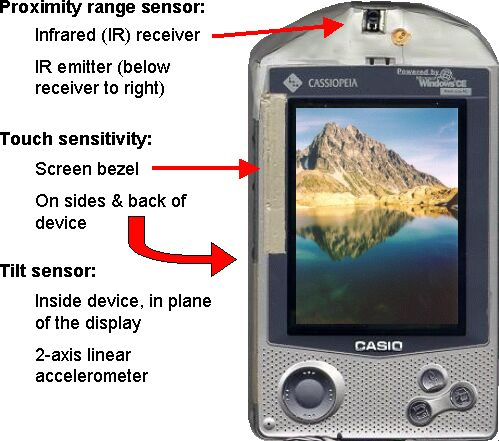 Proximity range sensor:
Infrared (IR) receiver
IR emitter (below
receiver to right)
Touch sensitivity:
Screen bezel
On sides & back of
device
Tilt sensor:
Inside device, in plane
of the display
2-axis linear
accelerometer
CASSIOPEIA
Powered by
Windows CE
CASIO